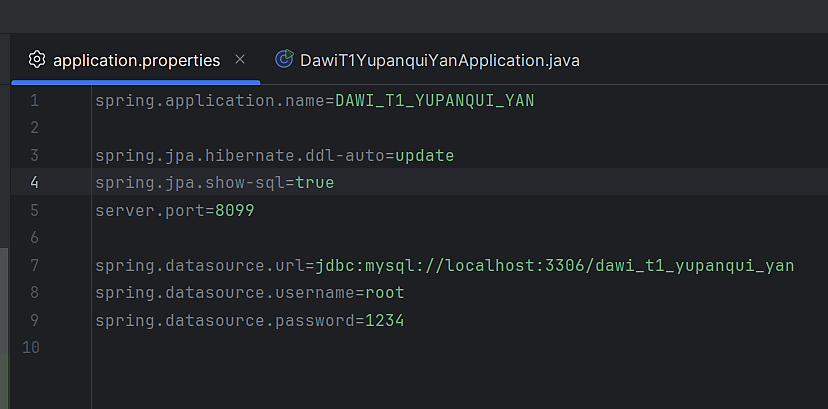 application.properties
DawiT1YupanquiYanApplication.java
1 spring.application.name=DAWI_T1_YUPANQUI_YAN
2
3 spring.jpa.hibernate.ddl-auto=update
4 spring.jpa.show-sql=true
5 server.port=8099
6
7 spring.datasource.url=jdbc:mysql://localhost:3306/dawi_t1_yupanqui_yan
8 spring.datasource.username=root
9 spring.datasource.password=1234
10